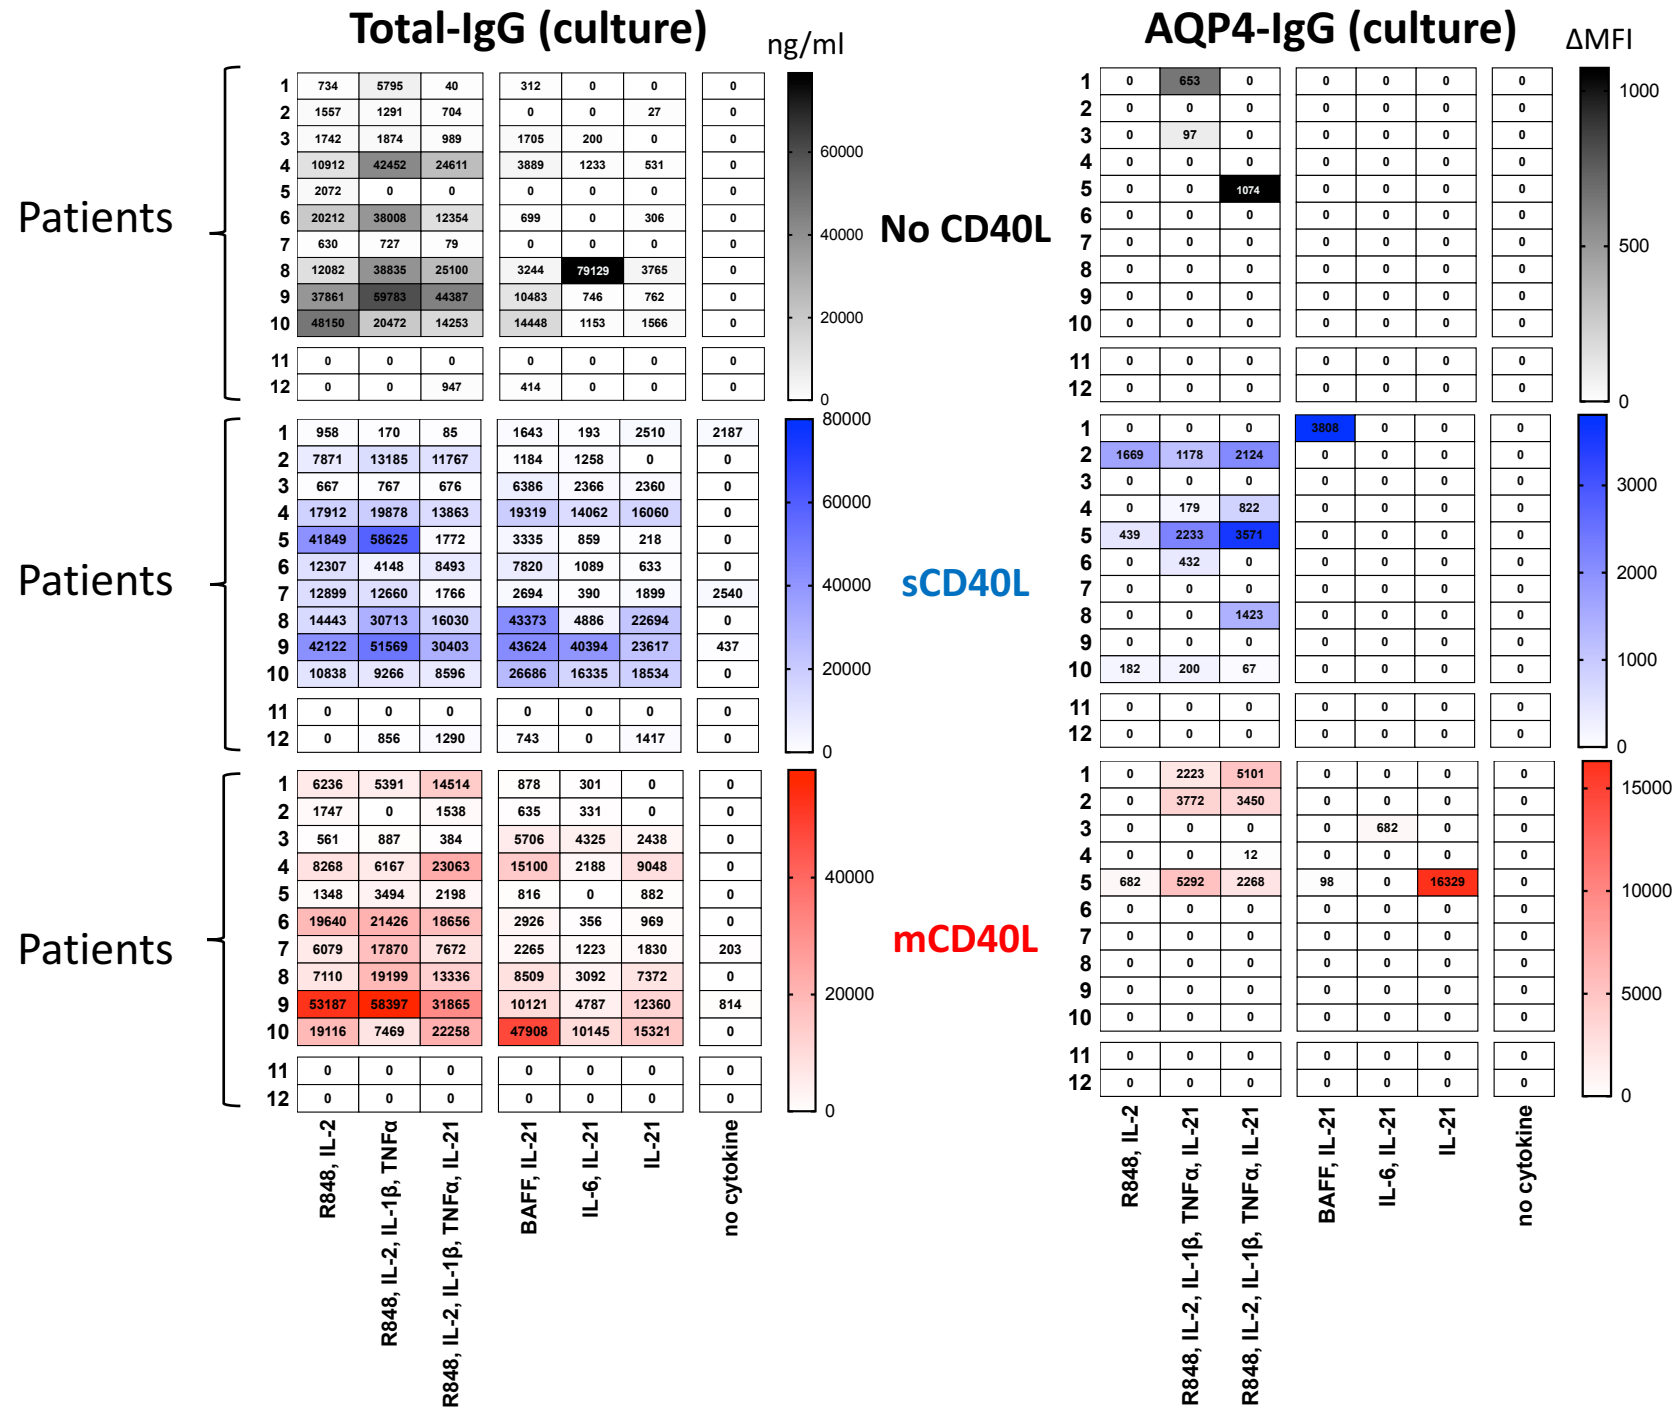 Total-IgG (culture)
ng/ml
AQP4-IgG (culture)
ΔMFI
Patients
No CD40L
1 734 5795 40 312 0 0 0
2 1557 1291 704 0 0 27 0
3 1742 1874 989 1705 200 0 0
4 10912 42452 24611 3889 1233 531 0
5 2072 0 0 0 0 0 0
6 20212 38008 12354 699 0 306 0
7 630 727 79 0 0 0 0
8 12082 38835 25100 3244 79129 3765 0
9 37861 59783 44387 10483 746 762 0
10 48150 20472 14253 14448 1153 1566 0
11 0 0 0 0 0 0 0
12 0 0 947 414 0 0 0
60000
40000
20000
0
1 0 653 0 0 0 0 0
2 0 0 0 0 0 0 0
3 0 97 0 0 0 0 0
4 0 0 0 0 0 0 0
5 0 0 1074 0 0 0 0
6 0 0 0 0 0 0 0
7 0 0 0 0 0 0 0
8 0 0 0 0 0 0 0
9 0 0 0 0 0 0 0
10 0 0 0 0 0 0 0
11 0 0 0 0 0 0 0
12 0 0 0 0 0 0 0
1000
500
0
Patients
sCD40L
1 958 170 85 1643 193 2510 2187
2 7871 13185 11767 1184 1258 0 0
3 667 767 676 6386 2366 2360 0
4 17912 19878 13863 19319 14062 16060 0
5 41849 58625 1772 3335 859 218 0
6 12307 4148 8493 7820 1089 633 0
7 12899 12660 1766 2694 390 1899 2540
8 14443 30713 16030 43373 4886 22694 0
9 42122 51569 30403 43624 40394 23617 437
10 10838 9266 8596 26686 16335 18534 0
11 0 0 0 0 0 0 0
12 0 856 1290 743 0 1417 0
80000
60000
40000
20000
0
1 0 0 0 3808 0 0 0
2 1669 1178 2124 0 0 0 0
3 0 0 0 0 0 0 0
4 0 179 822 0 0 0 0
5 439 2233 3571 0 0 0 0
6 0 432 0 0 0 0 0
7 0 0 0 0 0 0 0
8 0 0 1423 0 0 0 0
9 0 0 0 0 0 0 0
10 182 200 67 0 0 0 0
11 0 0 0 0 0 0 0
12 0 0 0 0 0 0 0
3000
2000
1000
0
Patients
mCD40L
1 6236 5391 14514 878 301 0 0
2 1747 0 1538 635 331 0 0
3 561 887 384 5706 4325 2438 0
4 8268 6167 23063 15100 2188 9048 0
5 1348 3494 2198 816 0 882 0
6 19640 21426 18656 2926 356 969 0
7 6079 17870 7672 2265 1223 1830 203
8 7110 19199 13336 8509 3092 7372 0
9 53187 58397 31865 10121 4787 12360 814
10 19116 7469 22258 47908 10145 15321 0
11 0 0 0 0 0 0 0
12 0 0 0 0 0 0 0
40000
20000
0
1 0 2223 5101 0 0 0 0
2 0 3772 3450 0 0 0 0
3 0 0 0 0 682 0 0
4 0 0 12 0 0 0 0
5 682 5292 2268 98 0 16329 0
6 0 0 0 0 0 0 0
7 0 0 0 0 0 0 0
8 0 0 0 0 0 0 0
9 0 0 0 0 0 0 0
10 0 0 0 0 0 0 0
11 0 0 0 0 0 0 0
12 0 0 0 0 0 0 0
15000
10000
5000
0
R848, IL-2
R848, IL-2, IL-1β, TNFα
R848, IL-2, IL-1β, TNFα, IL-21
BAFF, IL-21
IL-6, IL-21
IL-21
no cytokine
R848, IL-2
R848, IL-2, IL-1β, TNFα, IL-21
R848, IL-2, IL-1β, TNFα, IL-21
BAFF, IL-21
IL-6, IL-21
IL-21
no cytokine